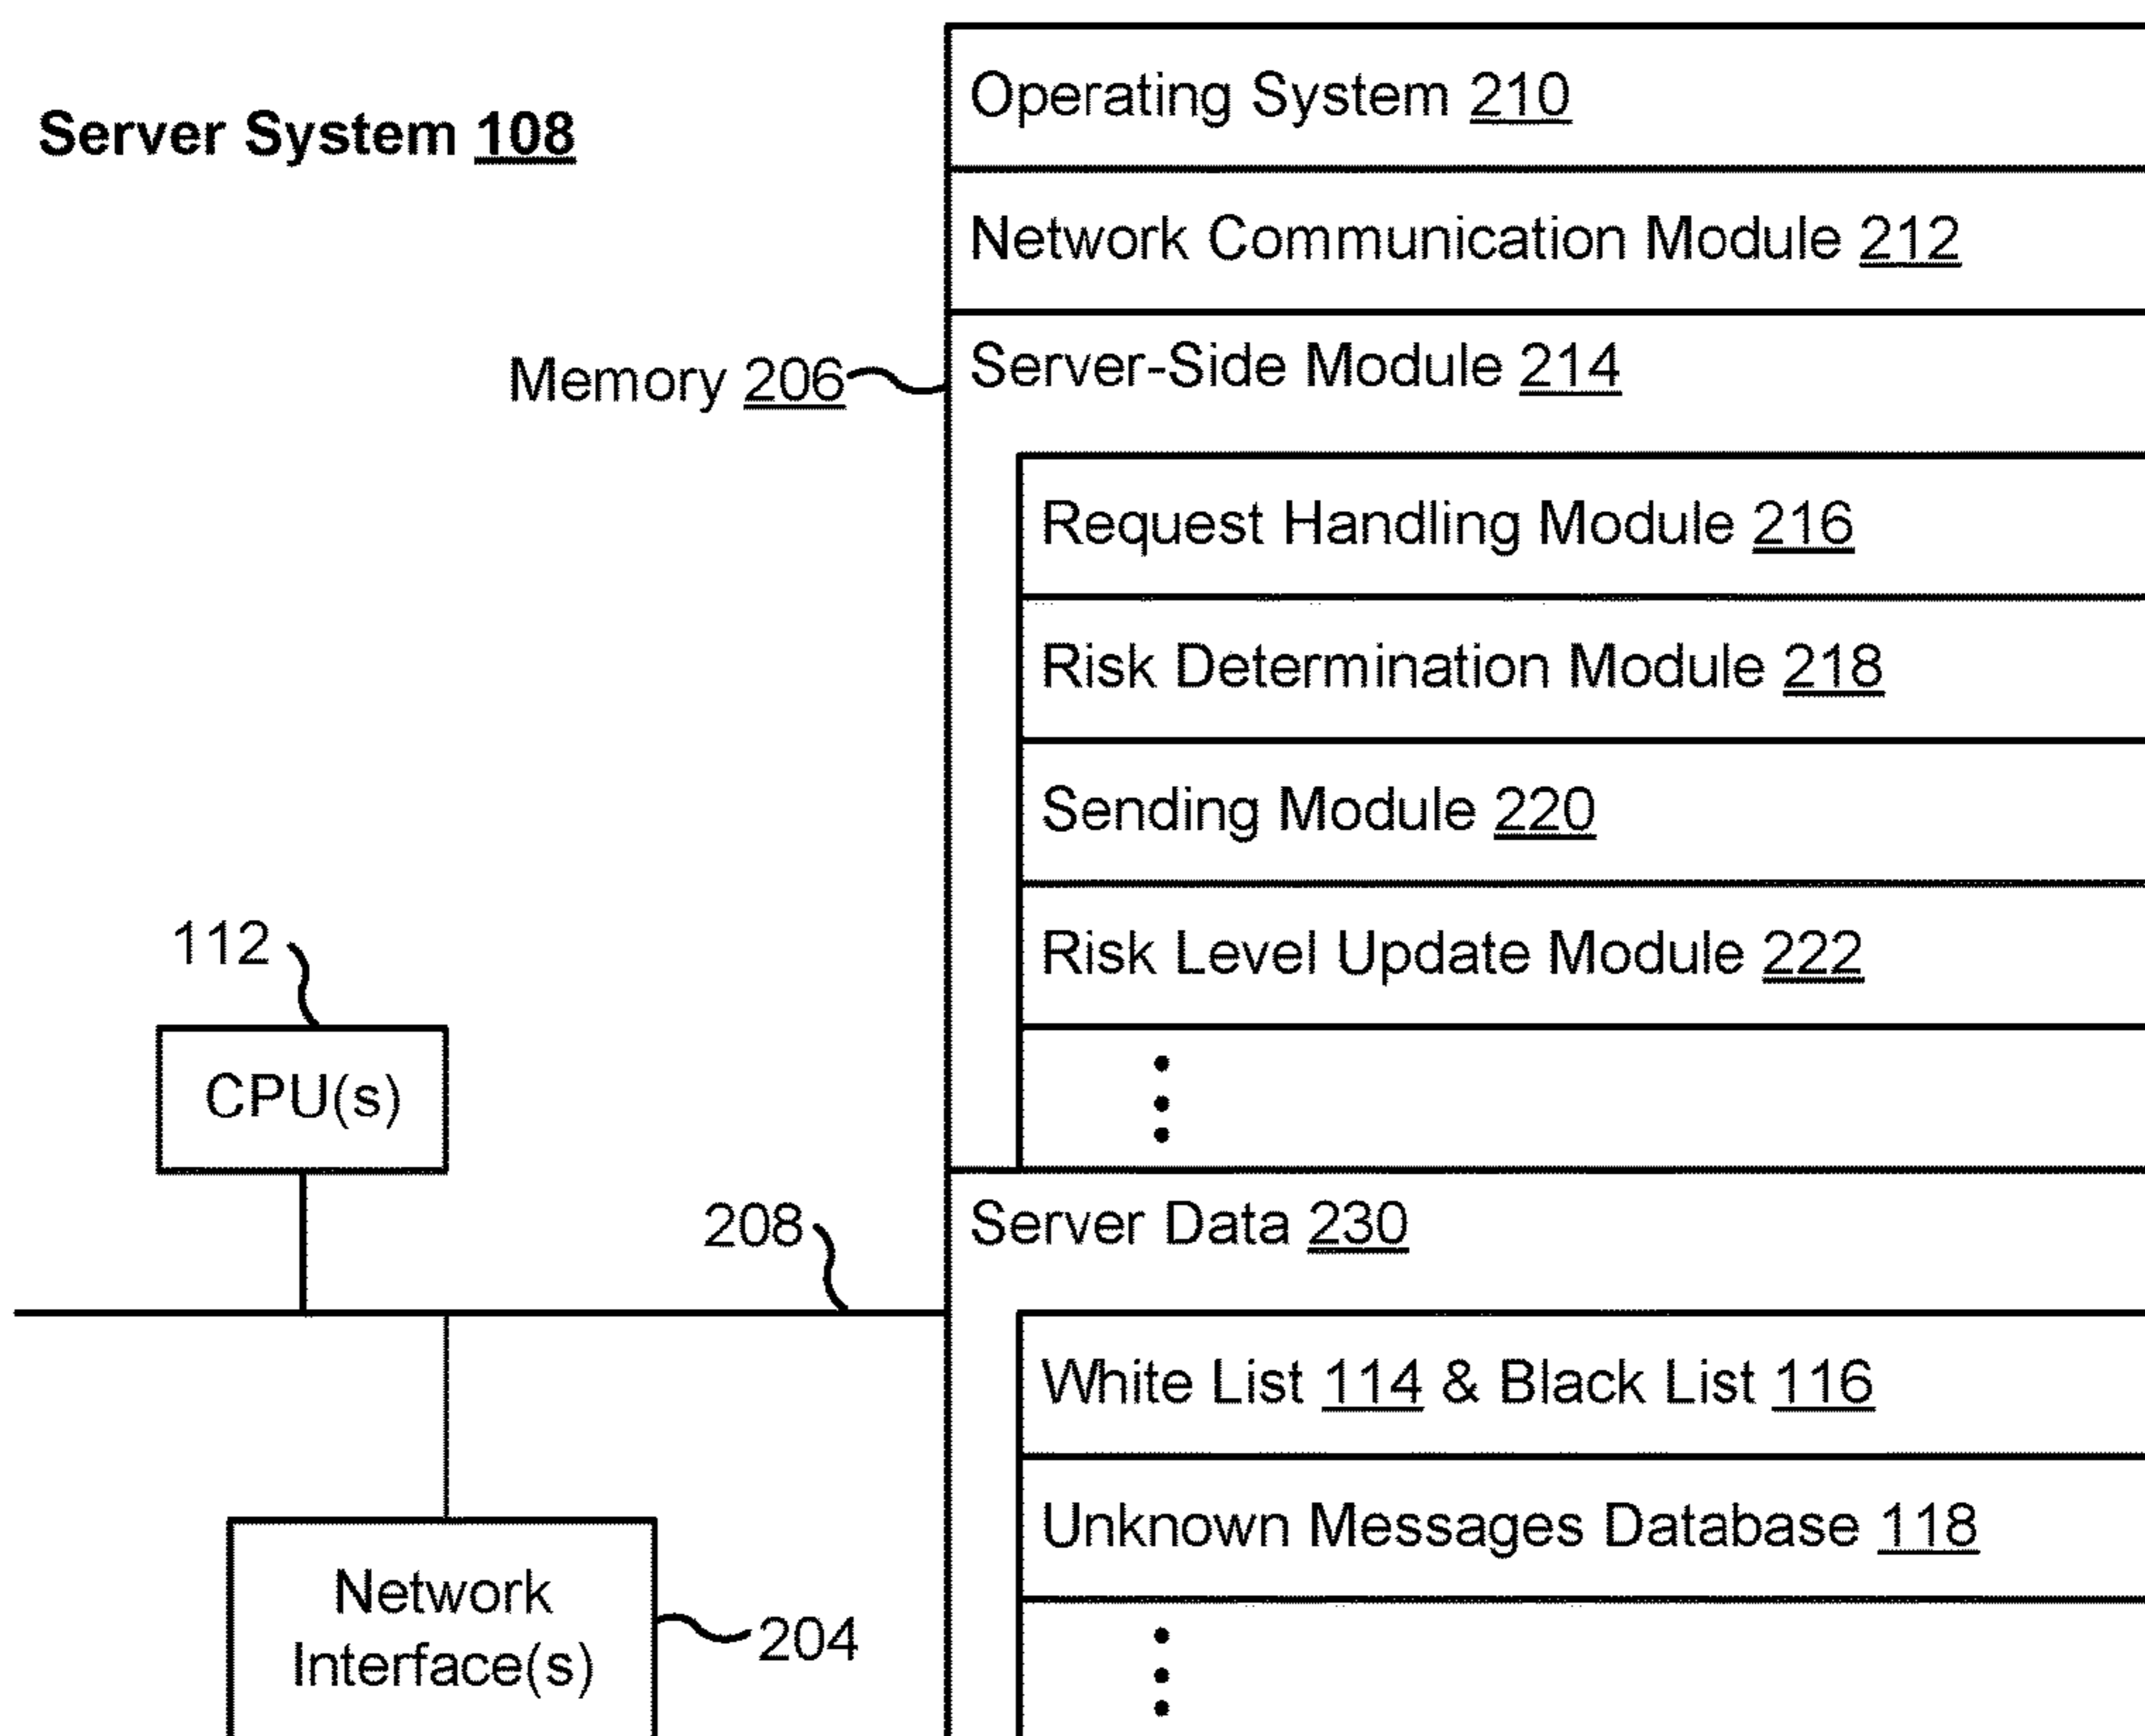 Server System 108
Operating System 210
Network Communication Module 212
Memory 206
Server-Side Module 214
Request Handling Module 216
Risk Determination Module 218
Sending Module 220
Risk Level Update Module 222
112
CPU(s)
208
Server Data 230
White List 114 & Black List 116
Unknown Messages Database 118
Network
Interface(s)
204